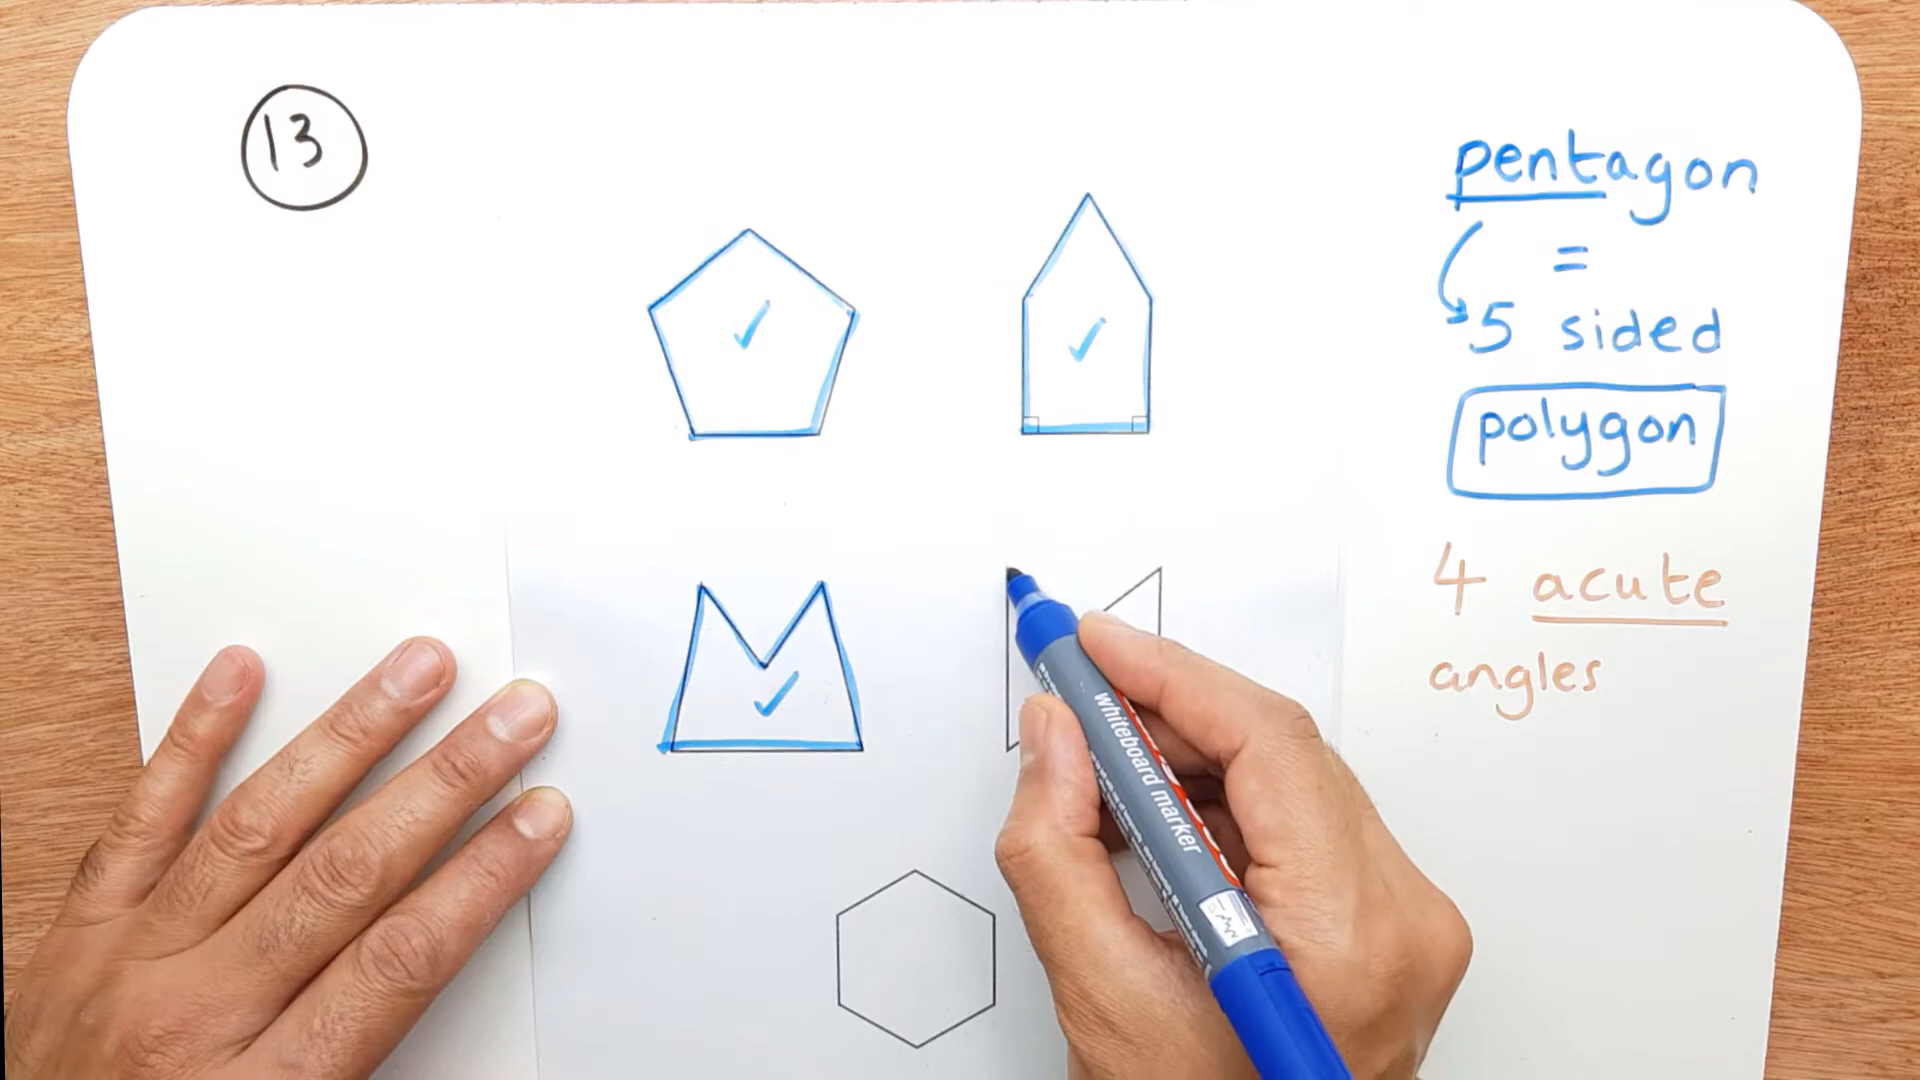 13
pentagon
=
5 sided
polygon
4 acute
angles
whiteboard marker